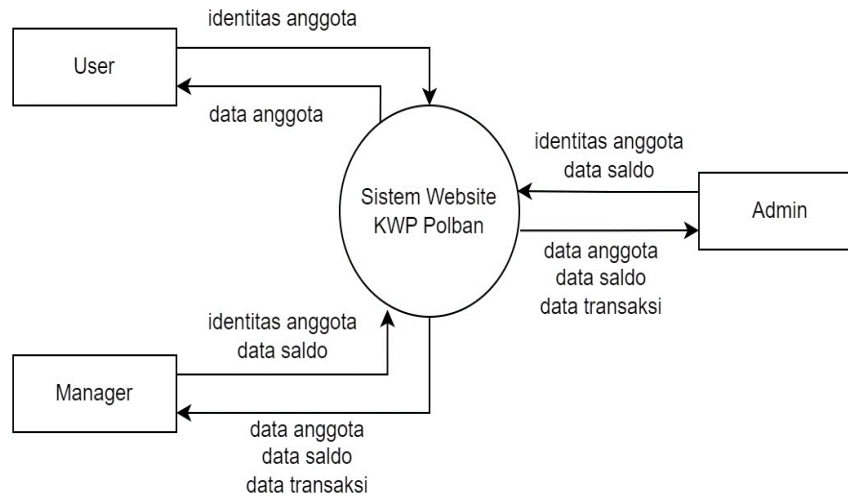 identitas anggota
User
data anggota
identitas anggota
data saldo
Sistem Website
KWP Polban
Admin
data anggota
data saldo
data transaksi
identitas anggota
data saldo
Manager
data anggota
data saldo
data transaksi